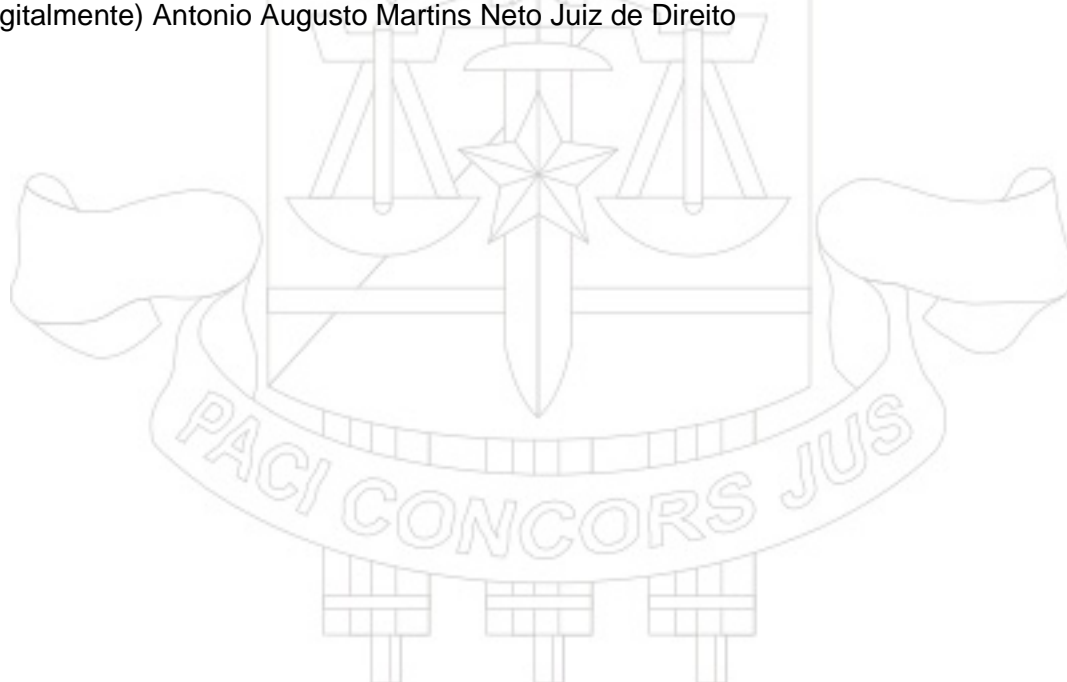 gitalmente) Antonio Augusto Martins Neto Juiz de Direito
PACI CONCORS JUS